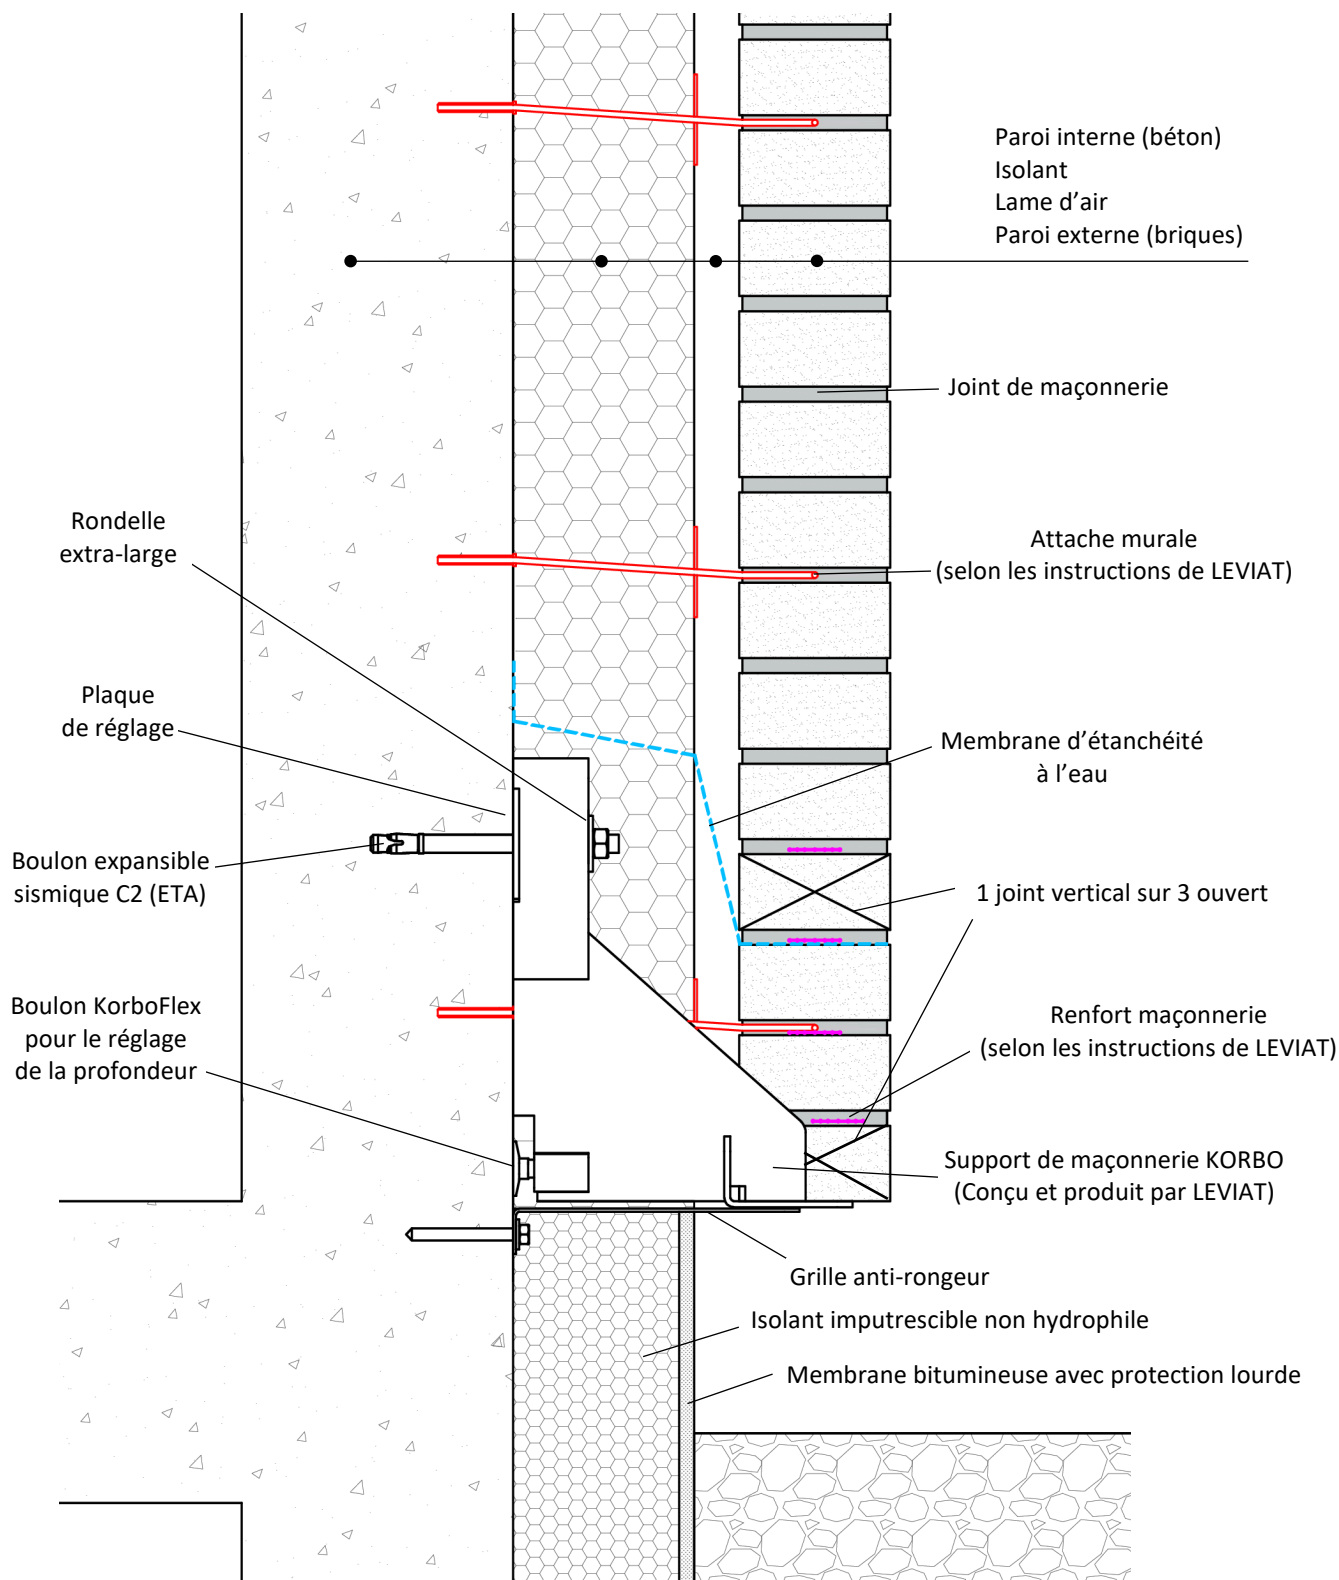 Paroi interne (béton)
Isolant
Lame d’air
Paroi externe (briques)
Joint de maçonnerie
Rondelle
extra-large
Attache murale
(selon les instructions de LEVIAT)
Plaque
de réglage
Membrane d’étanchéité
à l’eau
Boulon expansible
sismique C2 (ETA)
1 joint vertical sur 3 ouvert
Boulon KorboFlex
pour le réglage
de la profondeur
Renfort maçonnerie
(selon les instructions de LEVIAT)
Support de maçonnerie KORBO
(Conçu et produit par LEVIAT)
Grille anti-rongeur
Isolant imputrescible non hydrophile
Membrane bitumineuse avec protection lourde